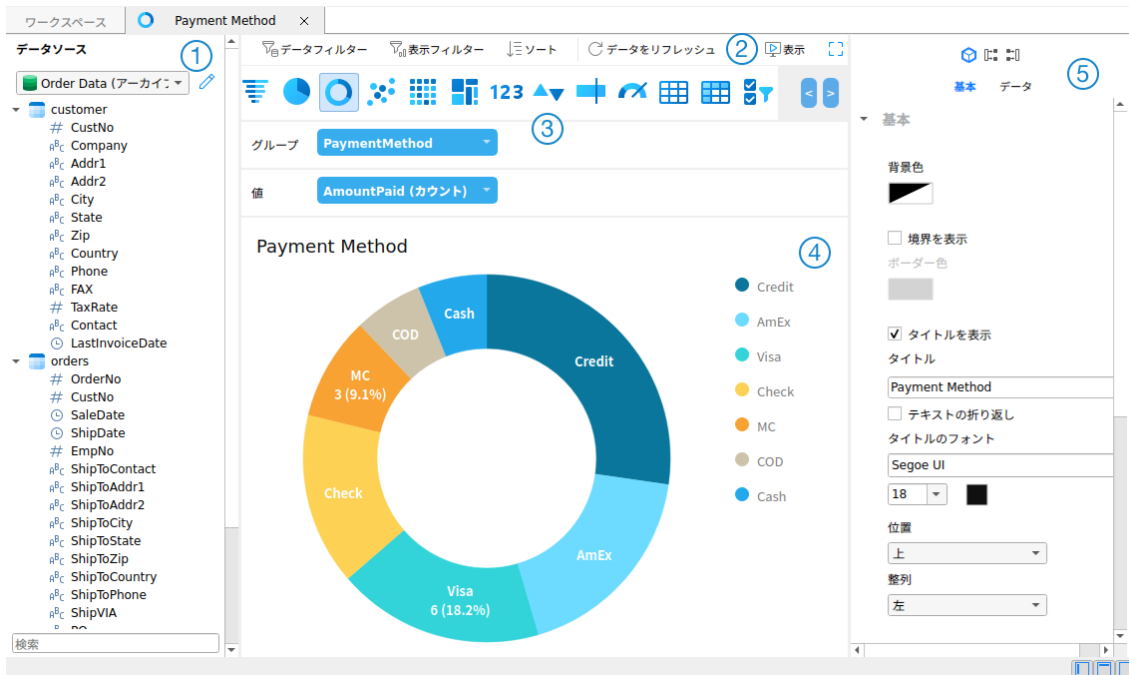 ワークスペース
Payment Method
データソース
①
Order Data (アーカイブ
customer
CustNo
Company
Addr1
Addr2
City
State
Zip
Country
Phone
FAX
TaxRate
Contact
LastInvoiceDate
orders
OrderNo
CustNo
SaleDate
ShipDate
EmpNo
ShipToContact
ShipToAddr1
ShipToAddr2
ShipToCity
ShipToState
ShipToZip
ShipToCountry
ShipToPhone
ShipVIA
検索
データフィルター 表示フィルター ソート データをリフレッシュ ② 表示
123
③
グループ PaymentMethod
値 AmountPaid (カウント)
Payment Method
④
Cash
COD
MC
3 (9.1%)
Check
Visa
6 (18.2%)
AmEx
Credit
Credit
AmEx
Visa
Check
MC
COD
Cash
⑤
基本 データ
基本
背景色
境界を表示
ボーダー色
タイトルを表示
タイトル
Payment Method
テキストの折り返し
タイトルのフォント
Segoe UI
18
位置
上
整列
左